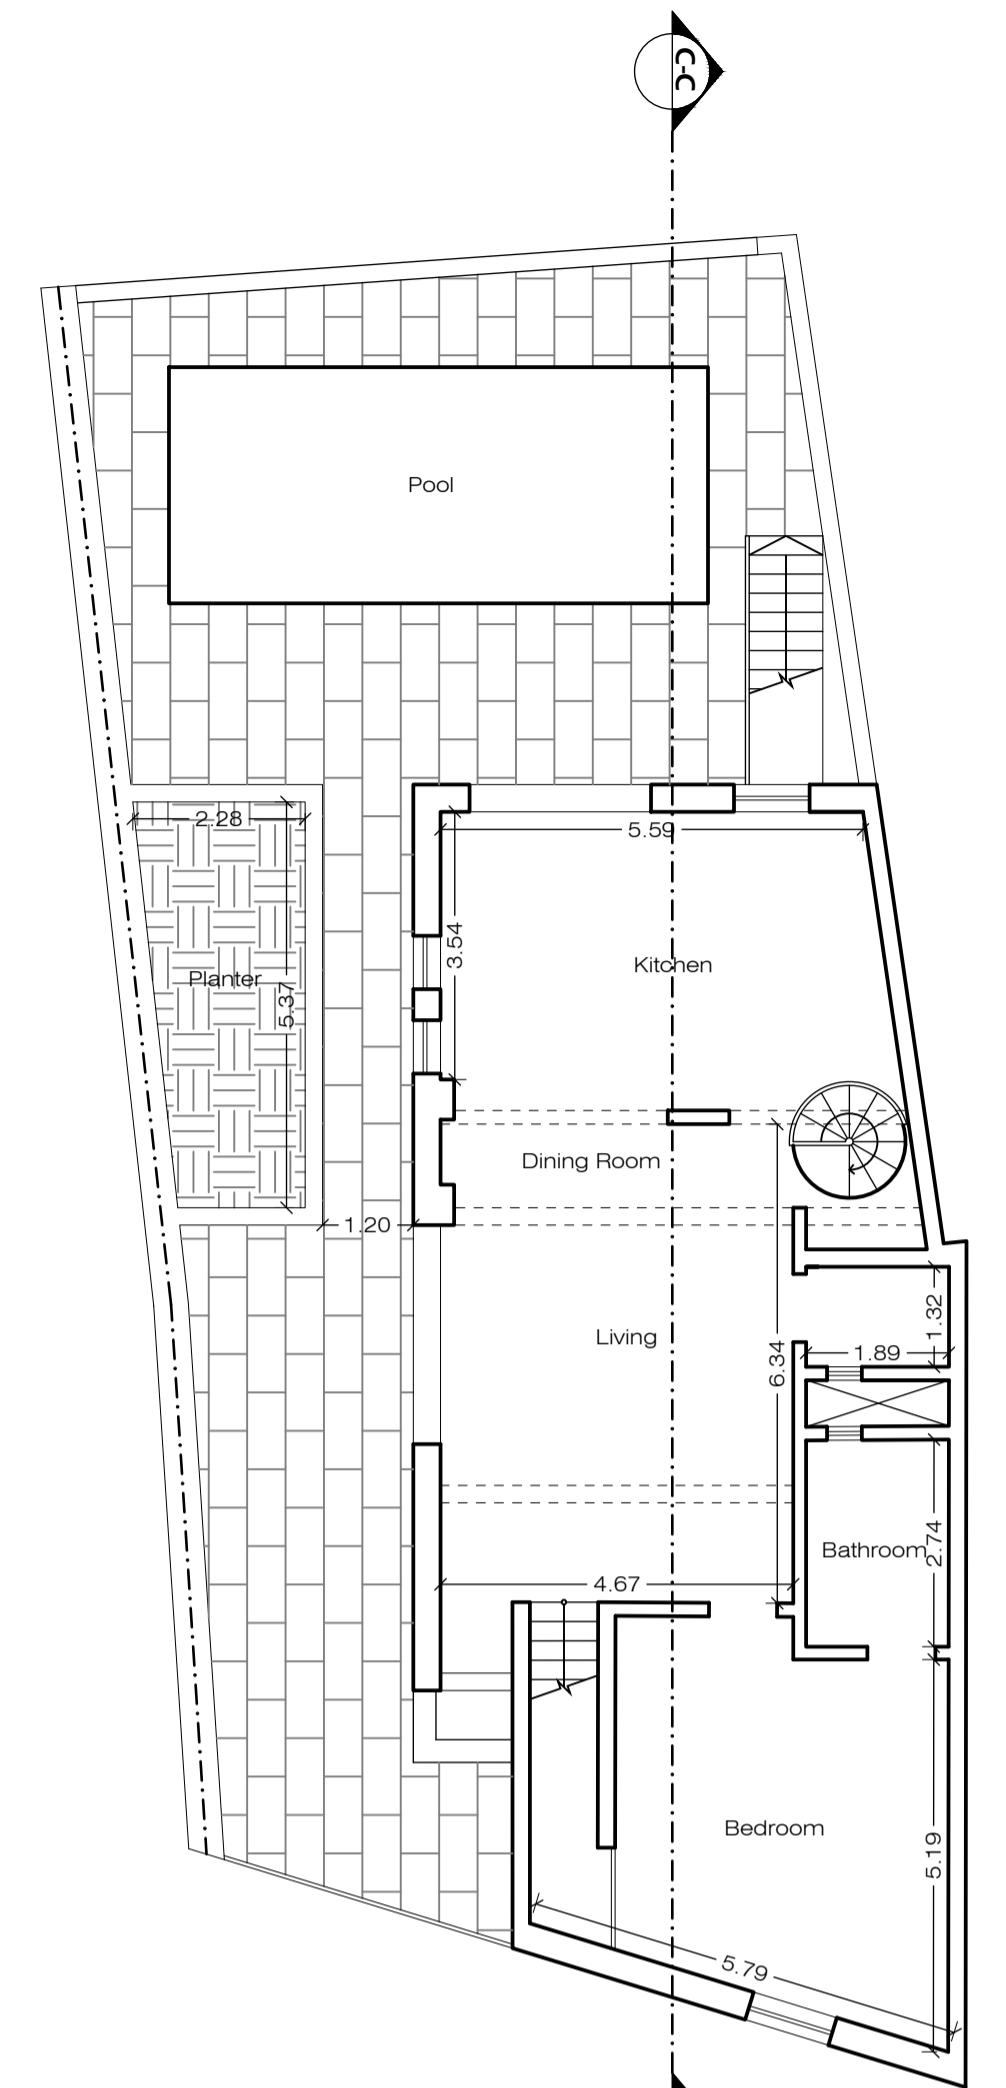 C-C
Pool
2.28
5.59
3.54
Kitchen
Planter
5.37
Dining Room
1.20
1.32
Living
6.34
1.89
Bathroom
2.74
4.67
Bedroom
5.19
5.79